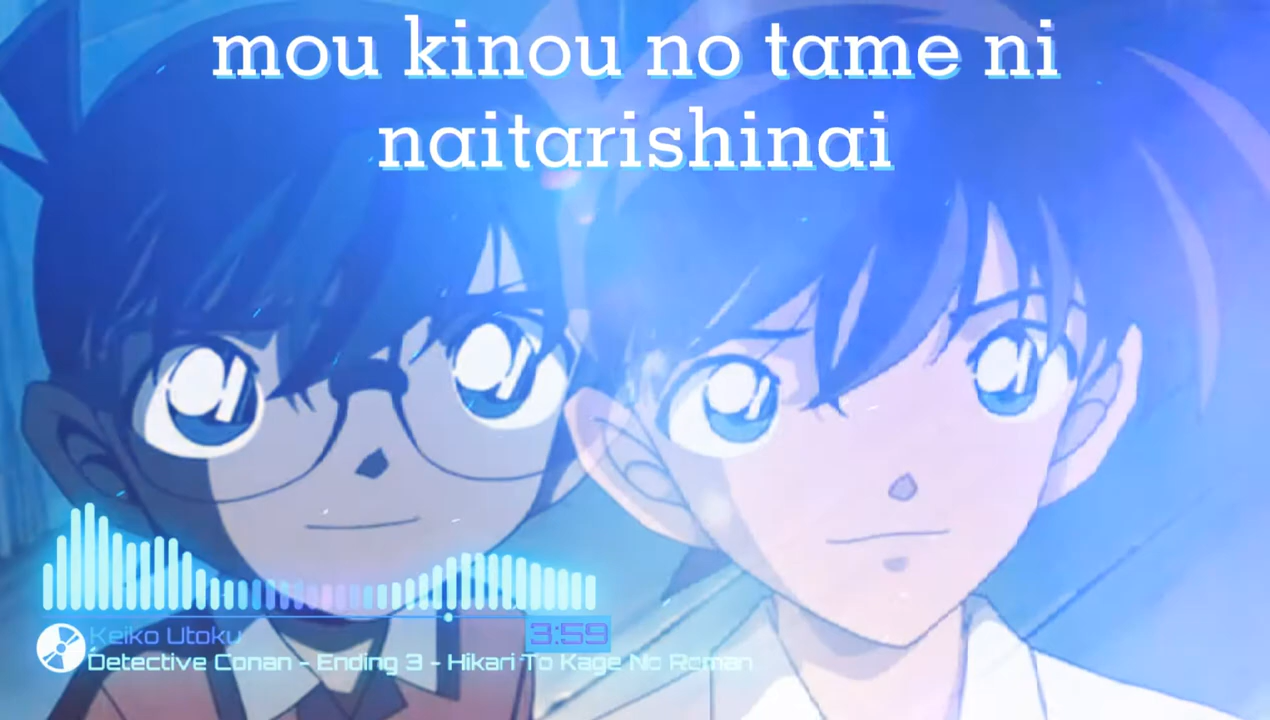 mou kinou no tame ni
naitarishinai
Keiko Utoku
3:59
Detective Conan - Ending 3 - Hikari To Kage No Roman